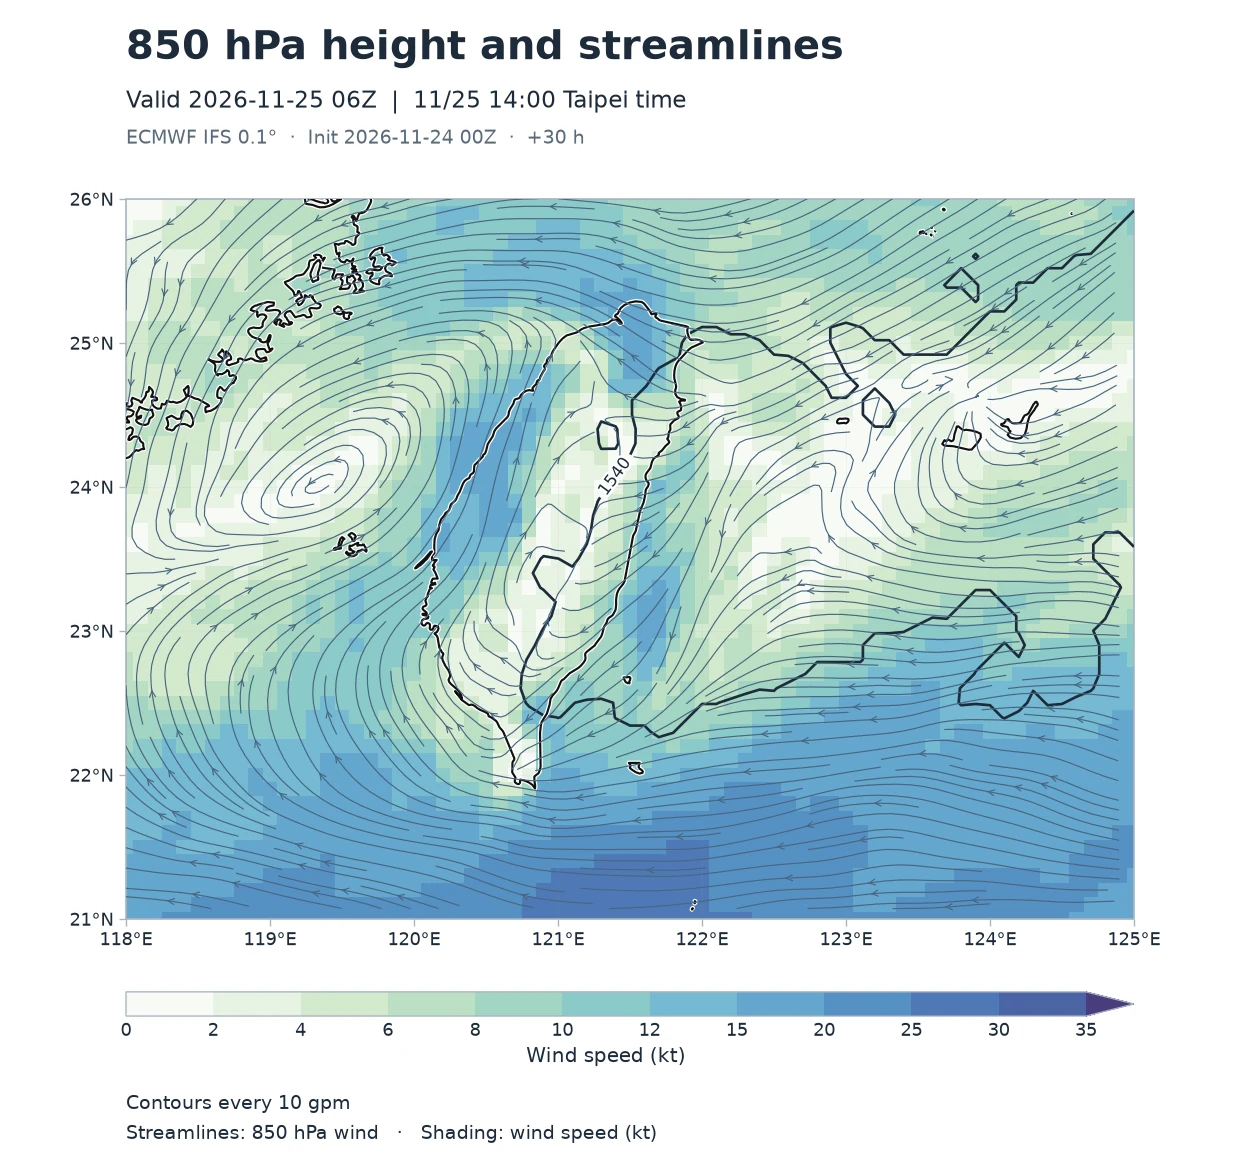 850 hPa height and streamlines
Valid 2026-11-25 06Z | 11/25 14:00 Taipei time
ECMWF IFS 0.1° · Init 2026-11-24 00Z · +30 h
26°N
25°N
24°N
23°N
22°N
21°N
1540
118°E 119°E 120°E 121°E 122°E 123°E 124°E 125°E
0 2 4 6 8 10 12 15 20 25 30 35
Wind speed (kt)
Contours every 10 gpm
Streamlines: 850 hPa wind · Shading: wind speed (kt)